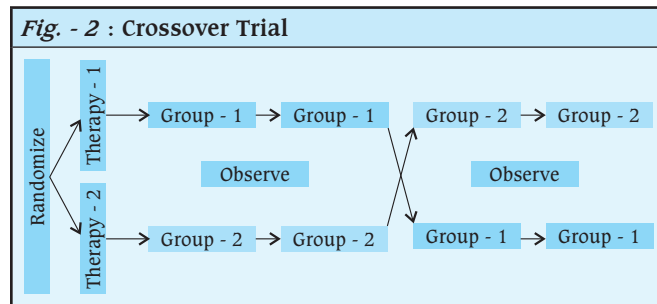 Fig. - 2 : Crossover Trial
Randomize
Therapy - 1
Group - 1
Group - 1
Group - 2
Group - 2
Observe
Observe
Therapy - 2
Group - 2
Group - 2
Group - 1
Group - 1